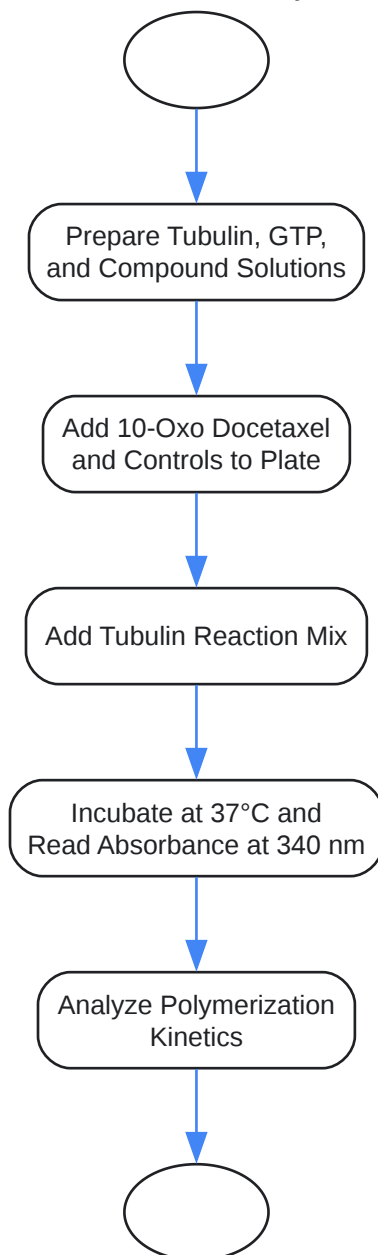 Prepare Tubulin, GTP,
and Compound Solutions
Add 10-Oxo Docetaxel
and Controls to Plate
Add Tubulin Reaction Mix
Incubate at 37°C and
Read Absorbance at 340 nm
Analyze Polymerization
Kinetics